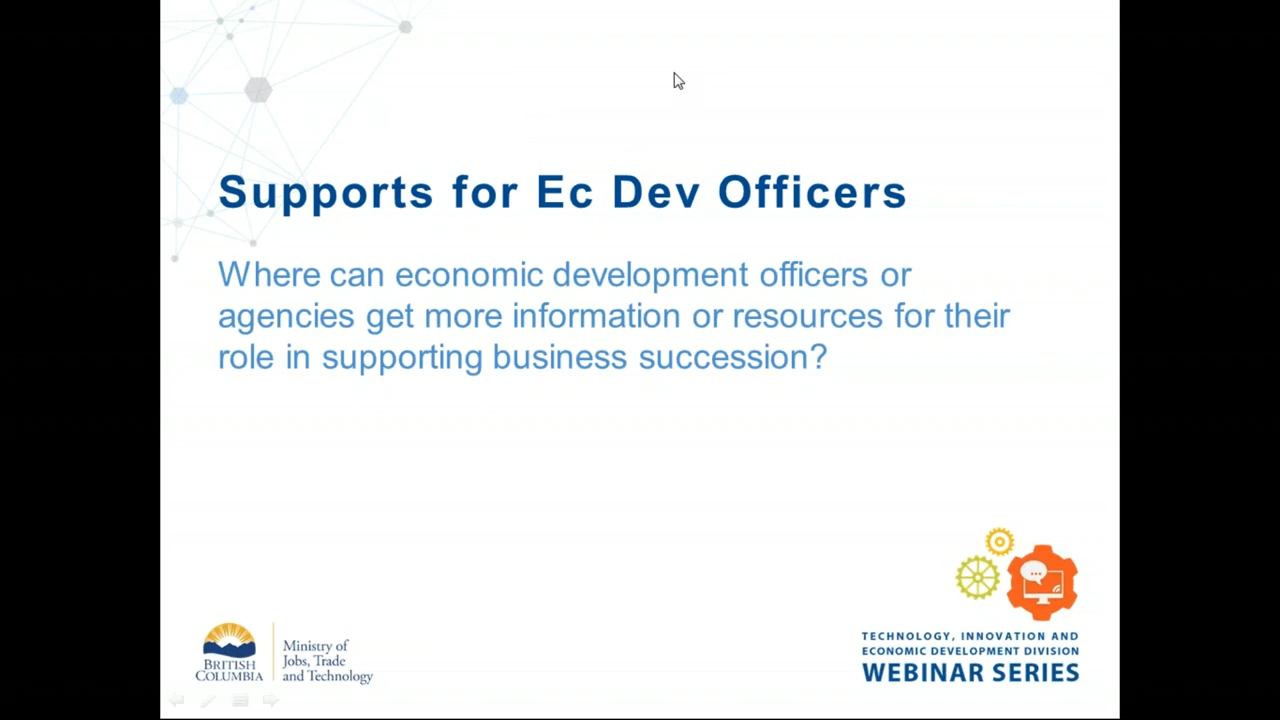 Supports for Ec Dev Officers
Where can economic development officers or
agencies get more information or resources for their
role in supporting business succession?
BRITISH
COLUMBIA
Ministry of
Jobs, Trade
and Technology
TECHNOLOGY, INNOVATION AND
ECONOMIC DEVELOPMENT DIVISION
WEBINAR SERIES